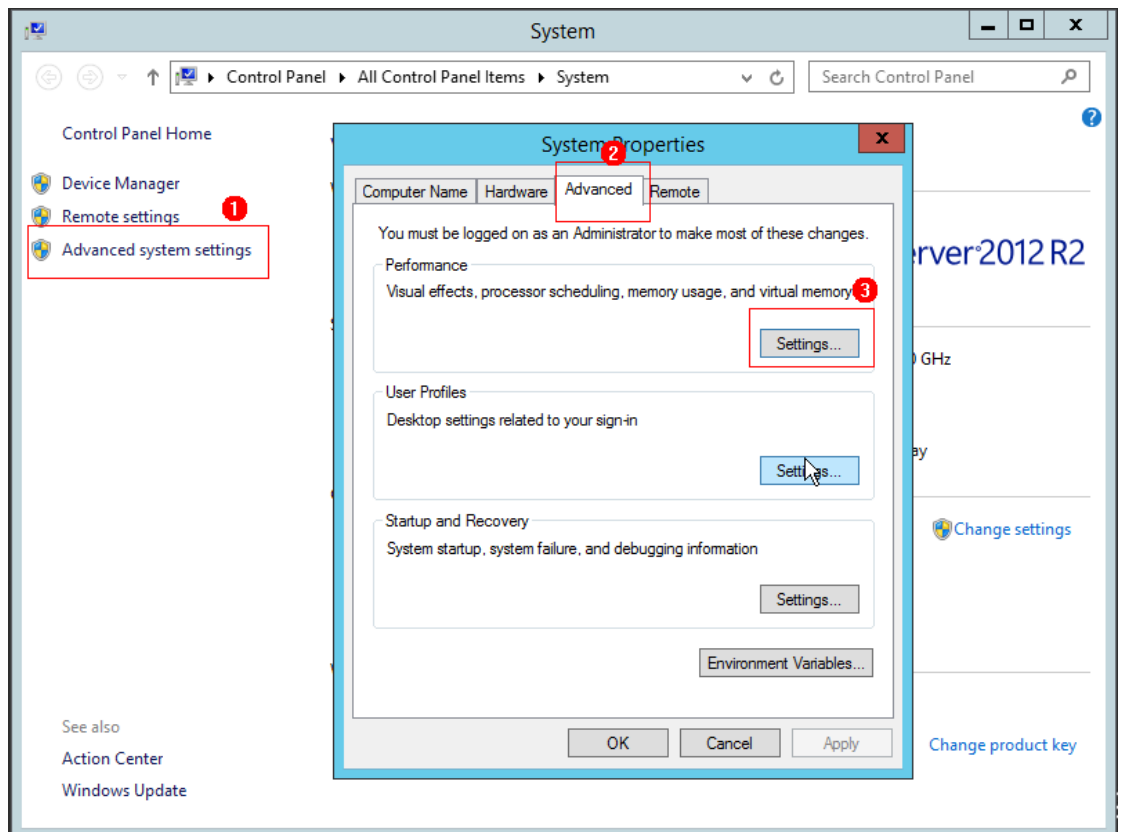 System
Control Panel ▸ All Control Panel Items ▸ System
Search Control Panel
Control Panel Home
Device Manager
Remote settings
1
Advanced system settings
See also
Action Center
Windows Update
System Properties
2
Computer Name Hardware Advanced Remote
You must be logged on as an Administrator to make most of these changes.
Performance
Visual effects, processor scheduling, memory usage, and virtual memory
3
Settings...
User Profiles
Desktop settings related to your sign-in
Settings...
Startup and Recovery
System startup, system failure, and debugging information
Settings...
Environment Variables...
OK Cancel Apply
2012 R2
GHz
Change settings
Change product key